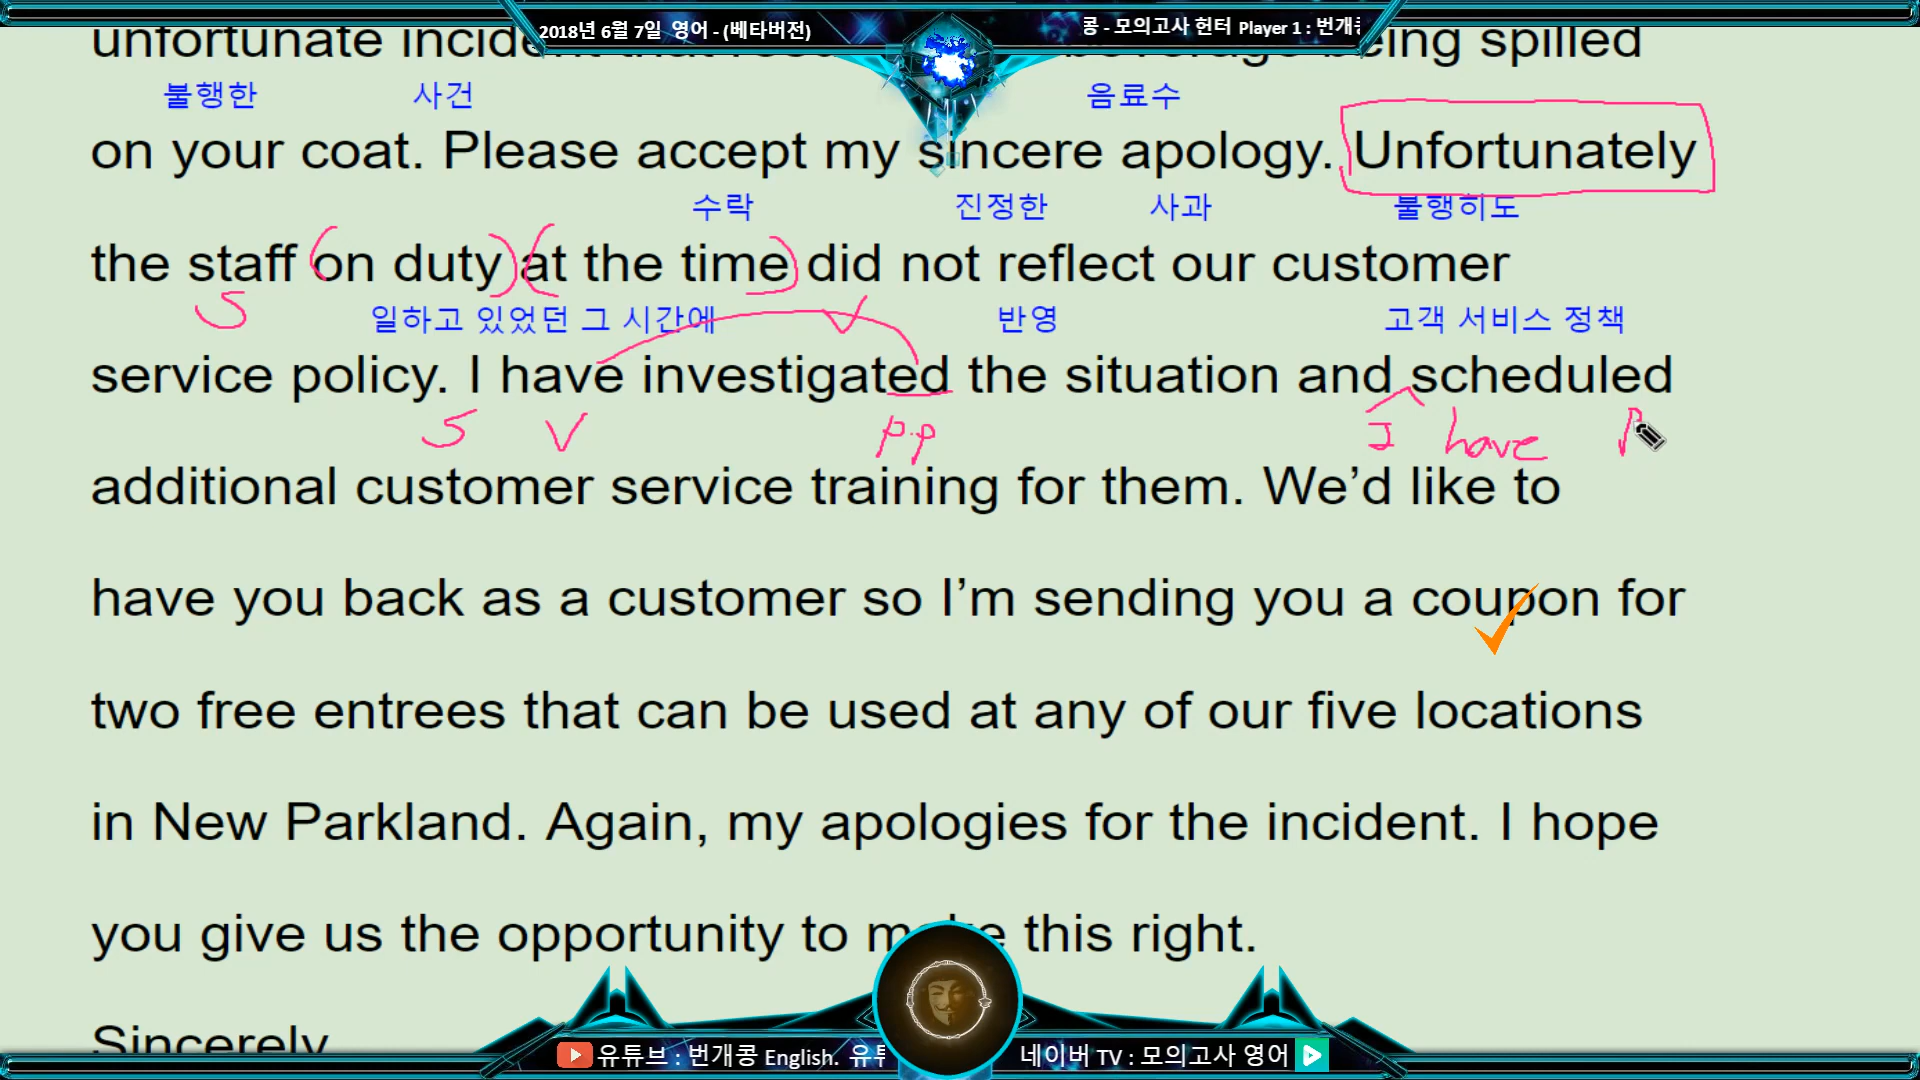 2018년 6월 7일 영어 - (베타버전)
콩 - 모의고사 헌터 Player 1 : 번개
unfortunate being spilled
불행한 사건 음료수
on your coat. Please accept my sincere apology. Unfortunately
수락 진정한 사과 불행히도
the staff on duty at the time did not reflect our customer
S
일하고 있었던 그 시간에 V 반영 고객 서비스 정책
service policy. I have investigated the situation and scheduled
S V p.p I have
additional customer service training for them. We’d like to
have you back as a customer so I’m sending you a coupon for
two free entrees that can be used at any of our five locations
in New Parkland. Again, my apologies for the incident. I hope
you give us the opportunity to make this right.
Sincerely
유튜브 : 번개콩 English. 유튜
네이버 TV : 모의고사 영어